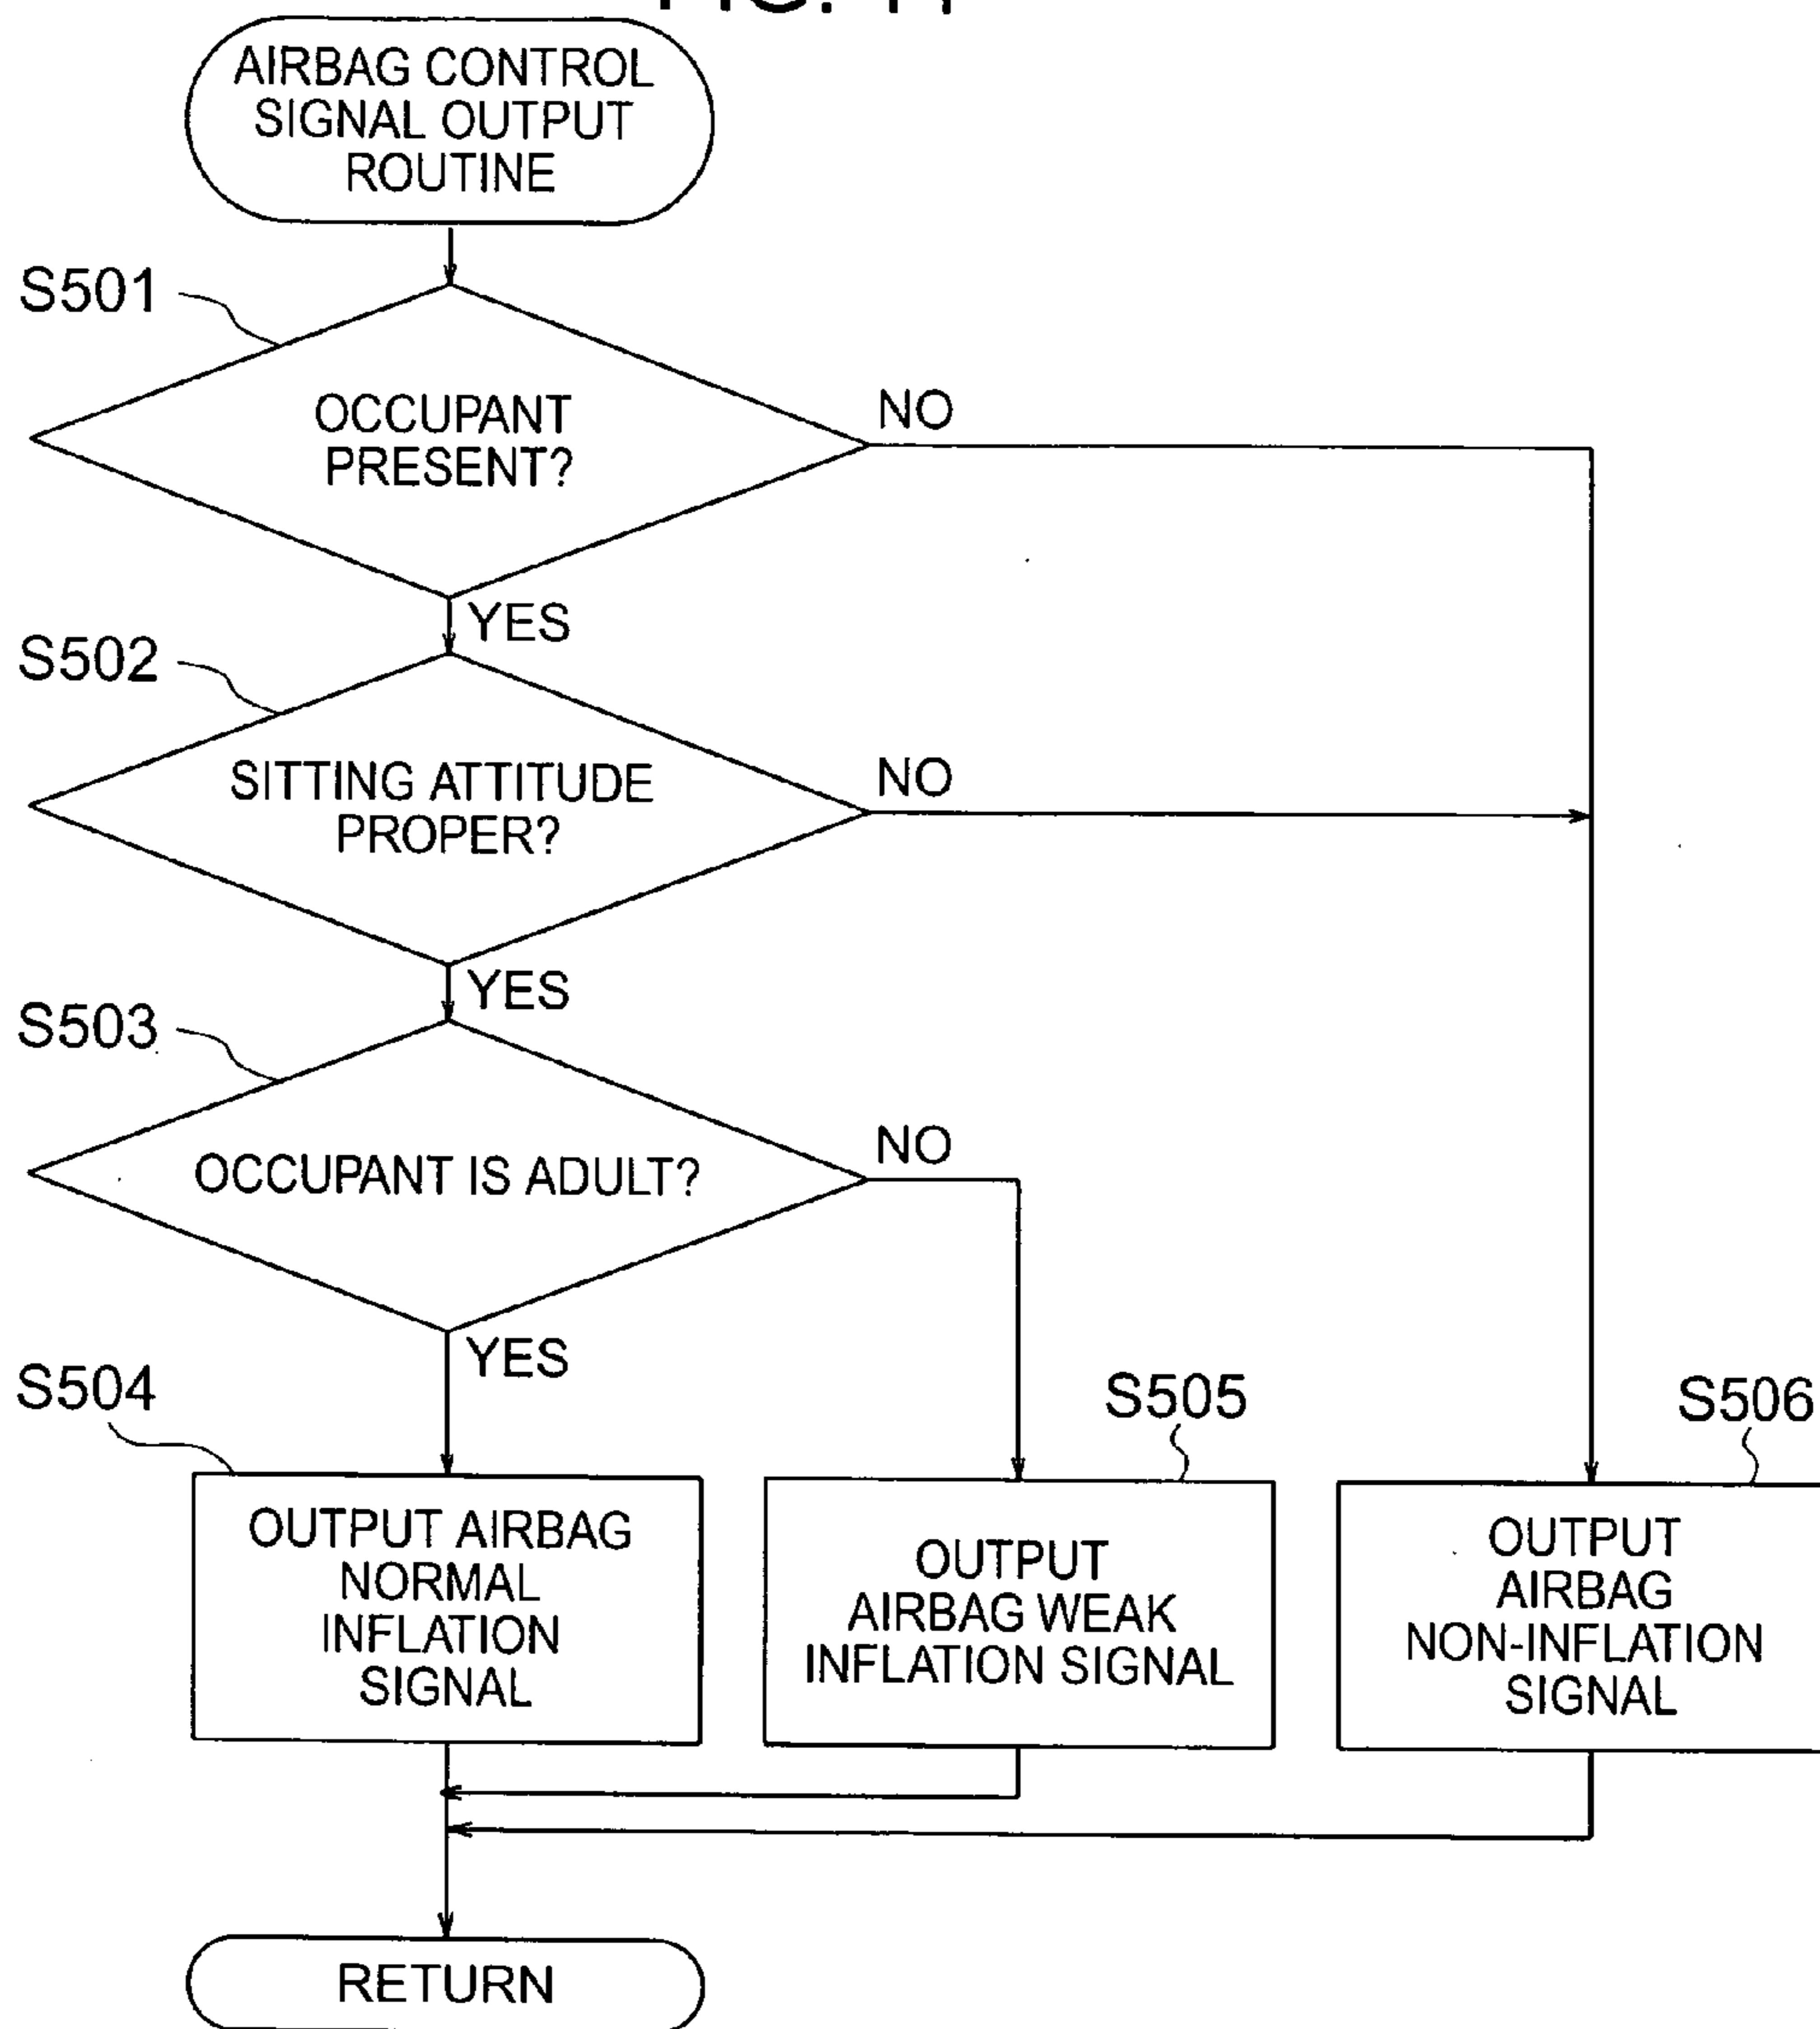 AIRBAG CONTROL
SIGNAL OUTPUT
ROUTINE
S501
OCCUPANT
PRESENT?
NO
YES
S502
SITTING ATTITUDE
PROPER?
NO
YES
S503
OCCUPANT IS ADULT?
NO
YES
S504
S505
S506
OUTPUT AIRBAG
NORMAL
INFLATION
SIGNAL
OUTPUT
AIRBAG WEAK
INFLATION SIGNAL
OUTPUT
AIRBAG
NON-INFLATION
SIGNAL
RETURN